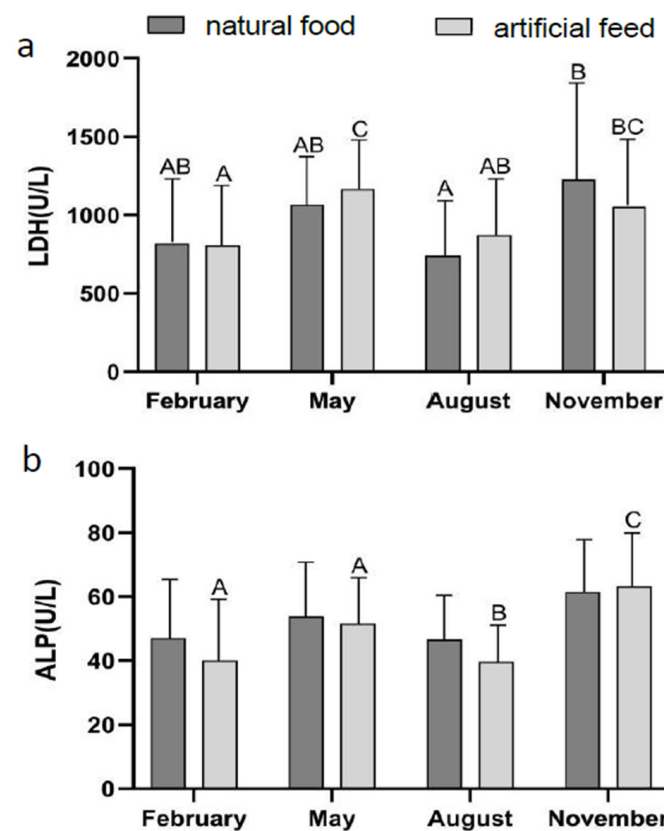 natural food artificial feed
a
2000
1500
1000
500
0
LDH(U/L)
AB A AB C A AB B BC
February May August November
b
100
80
60
40
20
0
ALP(U/L)
A A B C
February May August November